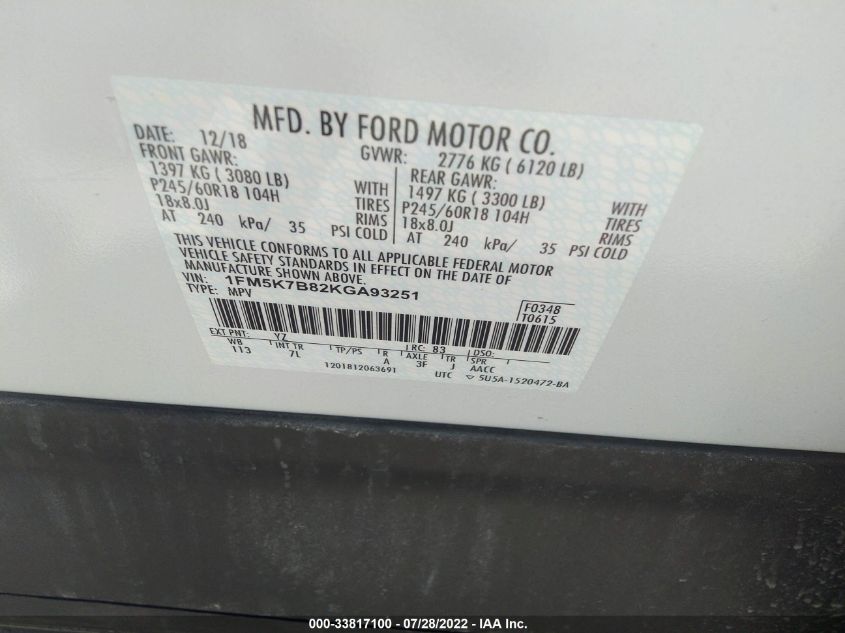 MFD. BY FORD MOTOR CO.
DATE: 12/18 GVWR: 2776 KG ( 6120 LB)
FRONT GAWR: REAR GAWR:
1397 KG ( 3080 LB) WITH 1497 KG ( 3300 LB) WITH
P245/60R18 104H TIRES P245/60R18 104H TIRES
18x8.0J RIMS 18x8.0J RIMS
AT 240 kPa/ 35 PSI COLD AT 240 kPa/ 35 PSI COLD
THIS VEHICLE CONFORMS TO ALL APPLICABLE FEDERAL MOTOR
VEHICLE SAFETY STANDARDS IN EFFECT ON THE DATE OF
MANUFACTURE SHOWN ABOVE.
VIN: 1FM5K7B82KGA93251
TYPE: MPV
F0348
T0615
EXT PNT: YZ RC: 83 DSO:
WB INT TR TP/PS R AXLE TR SPR
113 7L A 3F J AACC
1201812063691 UTC ▽ 5U5A-1520472-BA
000-33817100 - 07/28/2022 - IAA Inc.